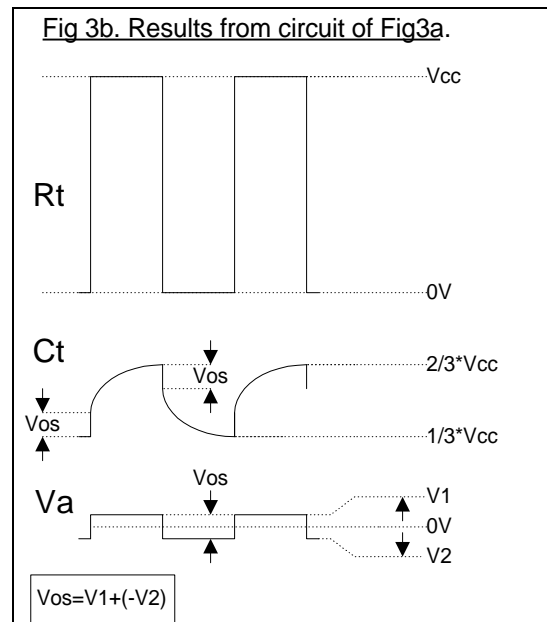 Fig 3b. Results from circuit of Fig3a.
Vcc
Rt
0V
Ct
2/3*Vcc
Vos
Vos
1/3*Vcc
Vos
Va
V1
0V
V2
Vos=V1+(-V2)